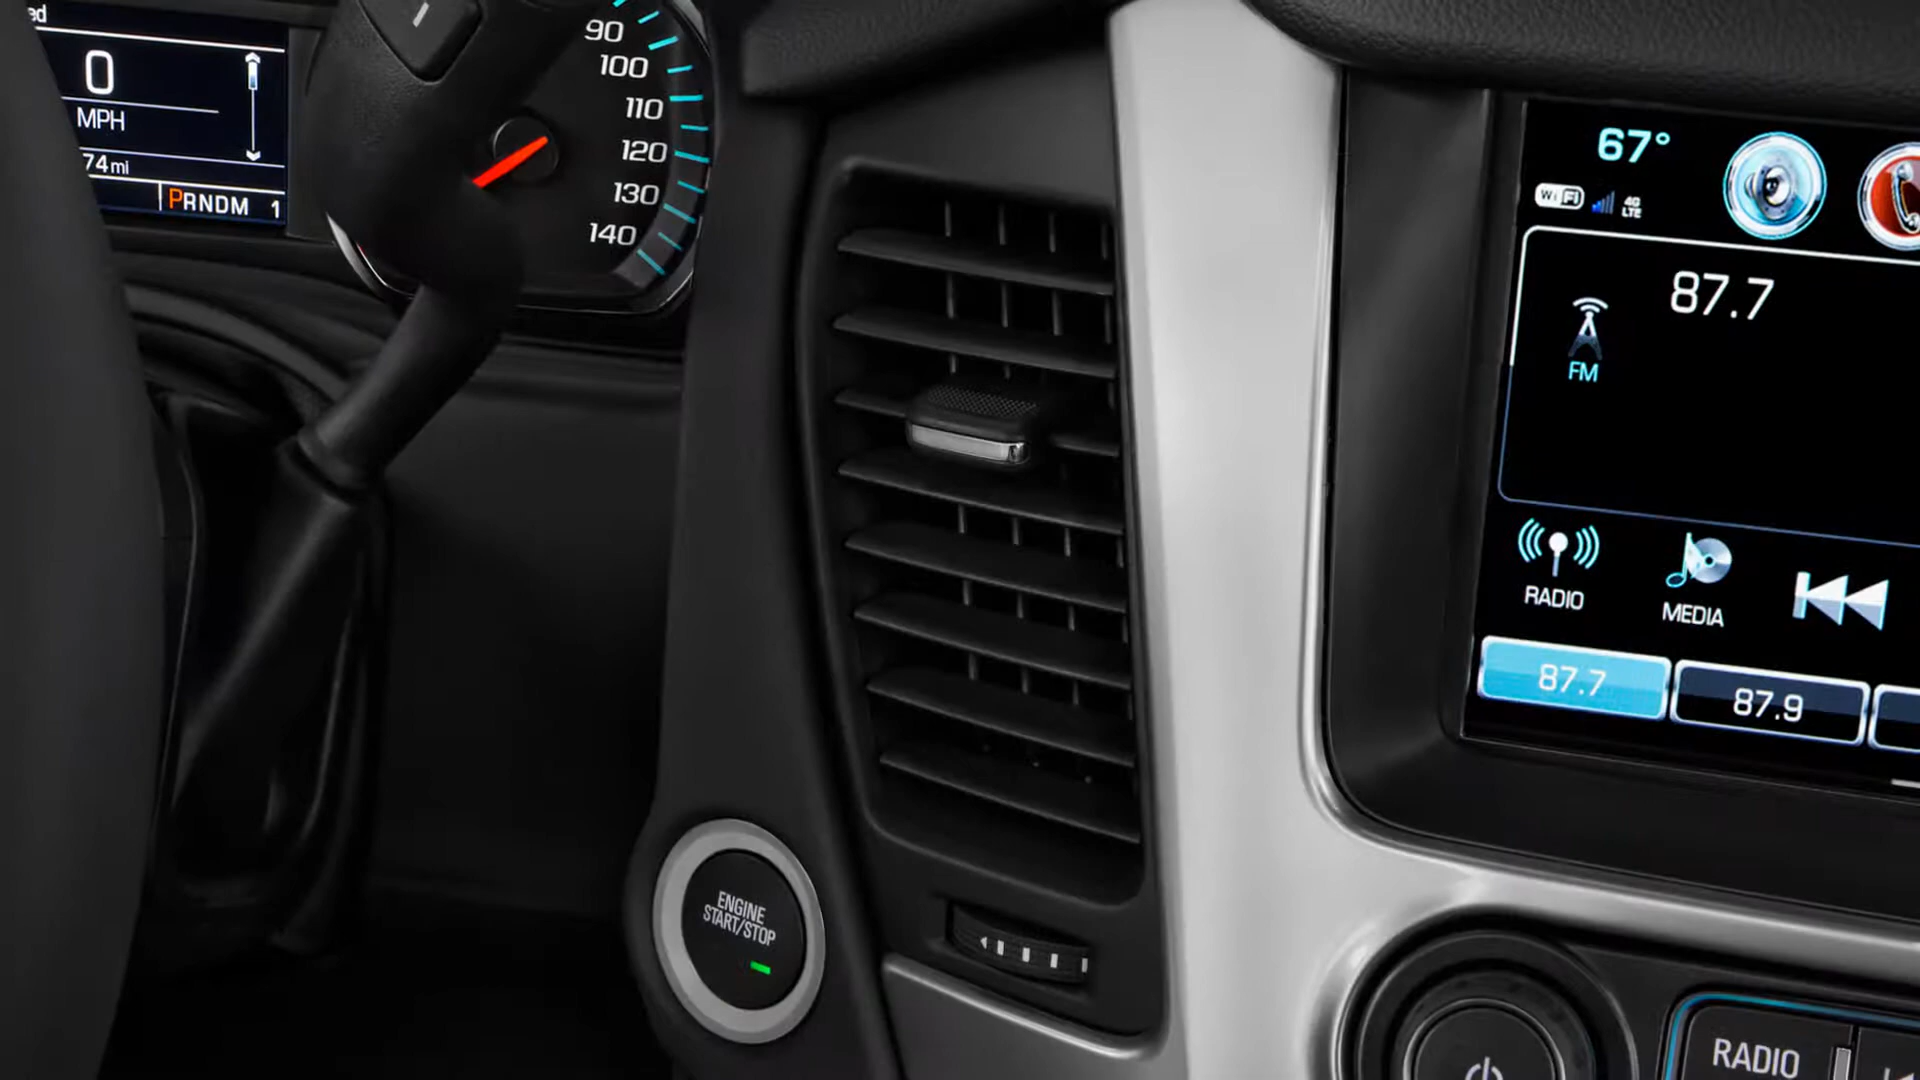 ed
0
MPH
74mi
PRNDM 1
90
100
110
120
130
140
67°
WiFi
4G
LTE
87.7
FM
RADIO
MEDIA
87.7
87.9
ENGINE
START/STOP
RADIO